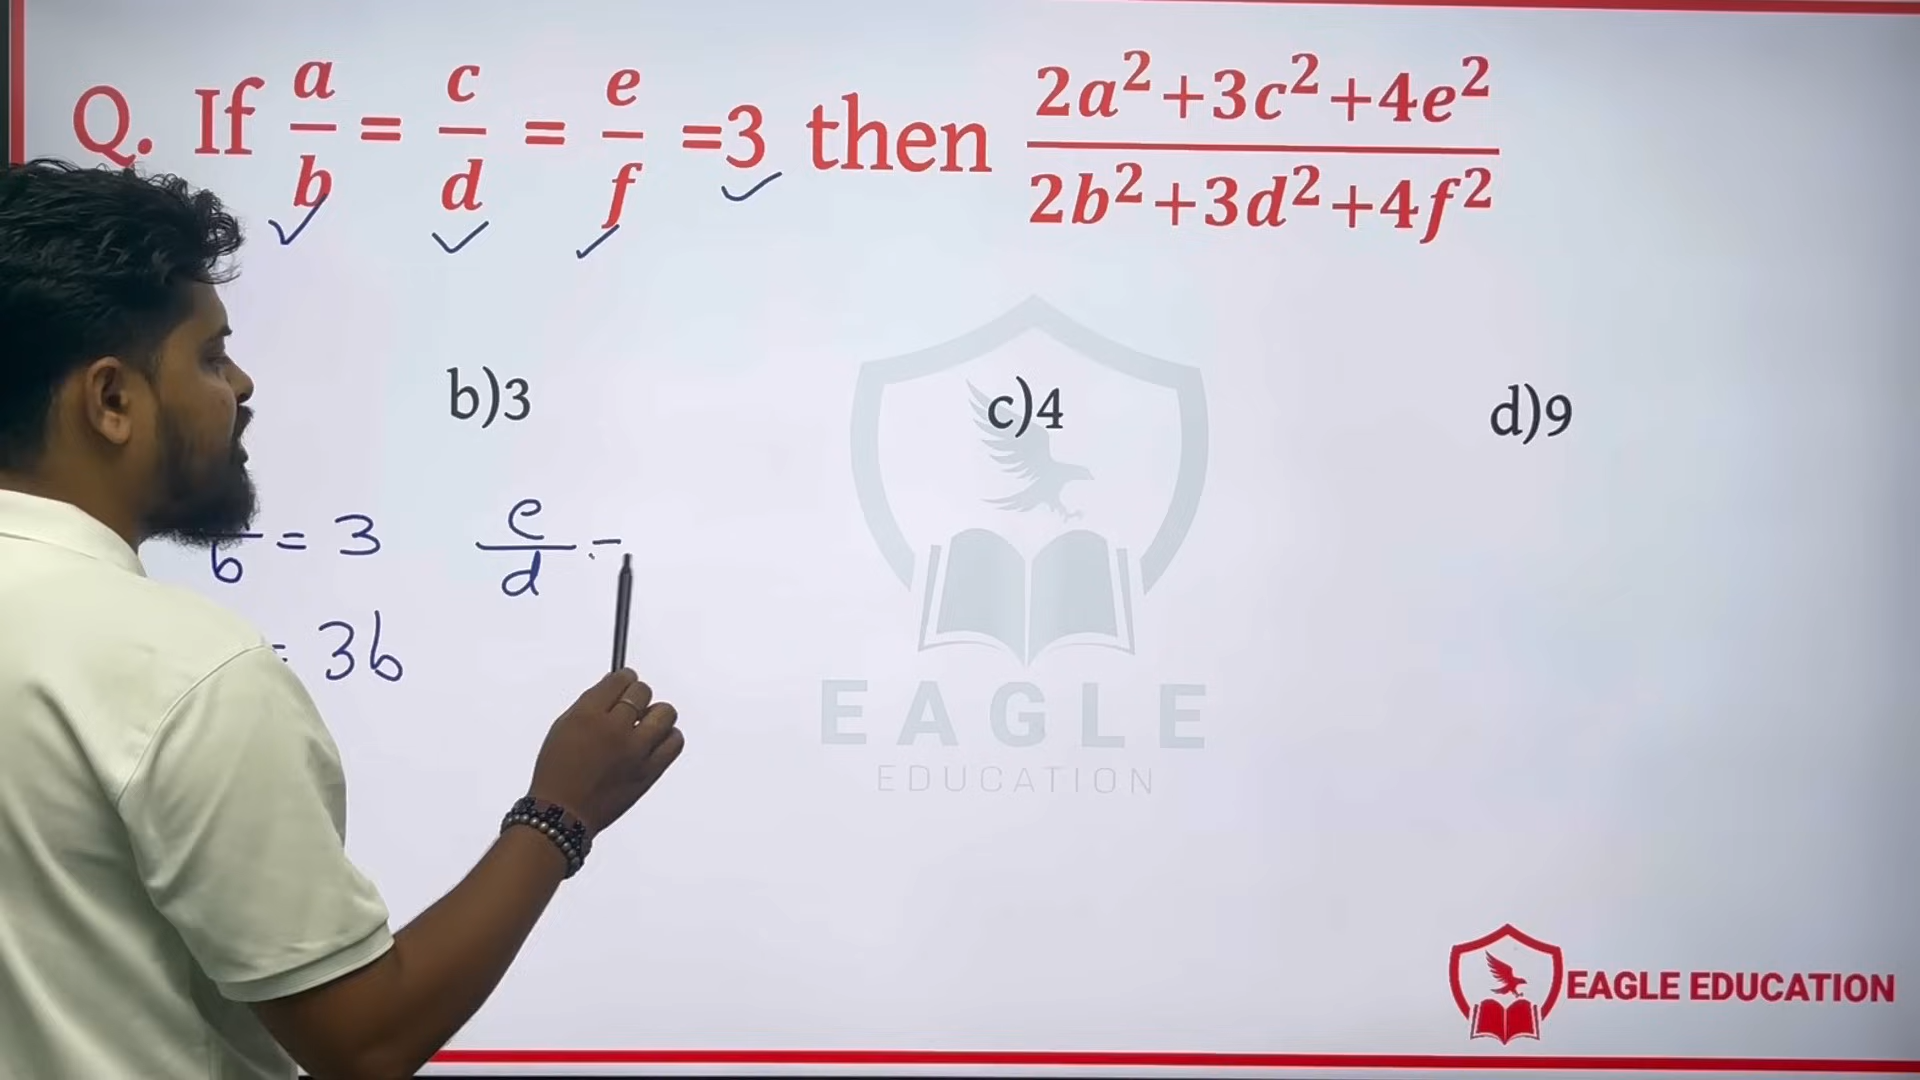 Q. If a/b = c/d = e/f =3 then (2a²+3c²+4e²)/(2b²+3d²+4f²)
b)3 c)4 d)9
b = 3 e/d =
= 3b
EAGLE
EDUCATION
EAGLE EDUCATION